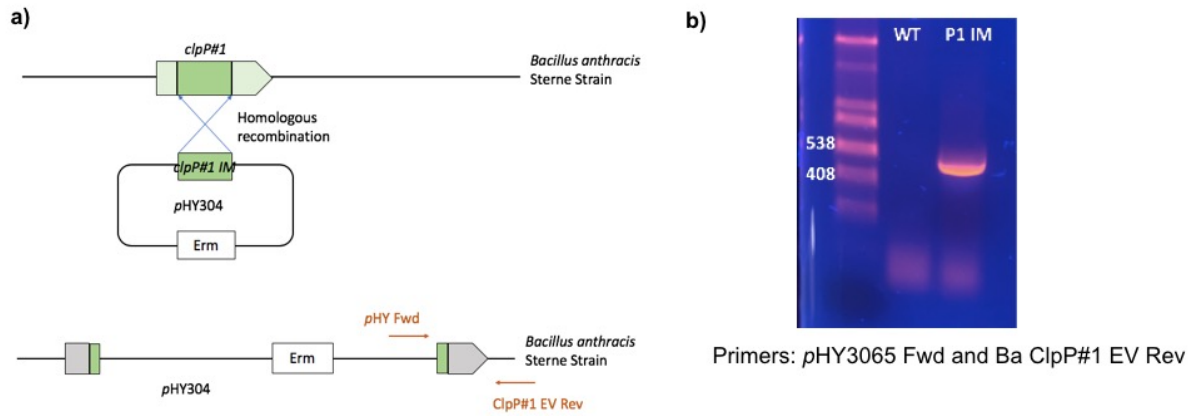 a)
clpP#1
Bacillus anthracis
Sterne Strain
Homologous
recombination
clpP#1 IM
pHY304
Erm
pHY Fwd
Erm
Bacillus anthracis
Sterne Strain
pHY304
ClpP#1 EV Rev
b)
WT P1 IM
538
408
Primers: pHY3065 Fwd and Ba ClpP#1 EV Rev